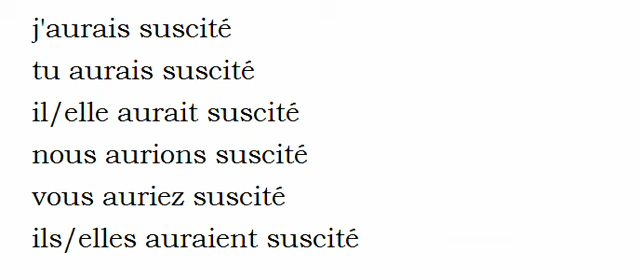 j'aurais suscité
tu aurais suscité
il/elle aurait suscité
nous aurions suscité
vous auriez suscité
ils/elles auraient suscité